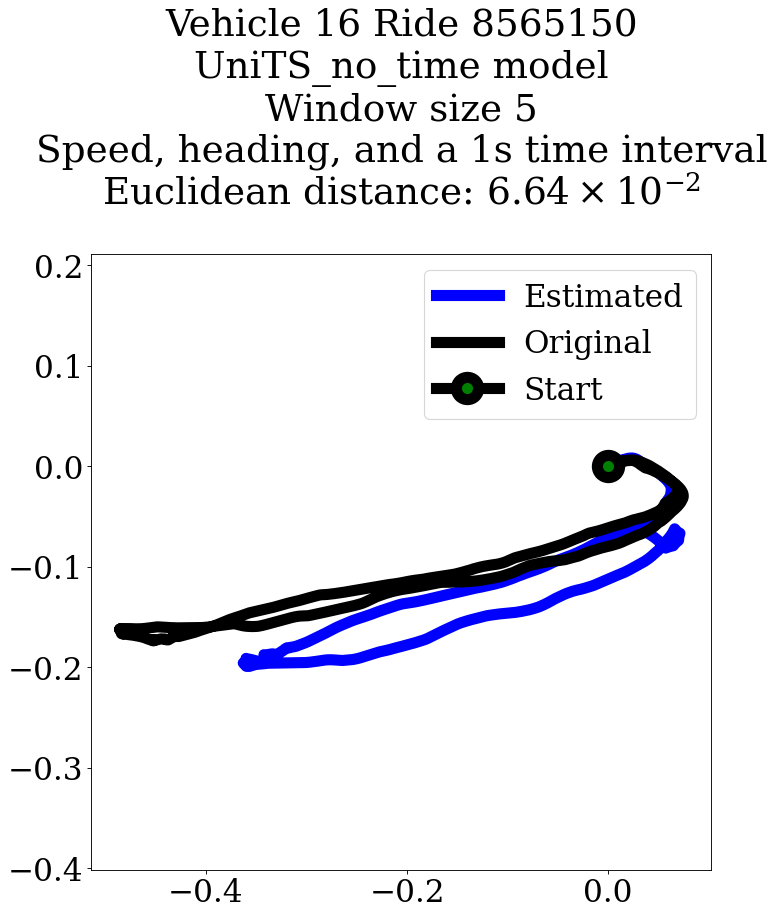 Vehicle 16 Ride 8565150
UniTS_no_time model
Window size 5
Speed, heading, and a 1s time interval
Euclidean distance: 6.64 × 10⁻²
Estimated
Original
Start
0.2
0.1
0.0
−0.1
−0.2
−0.3
−0.4
−0.4 −0.2 0.0